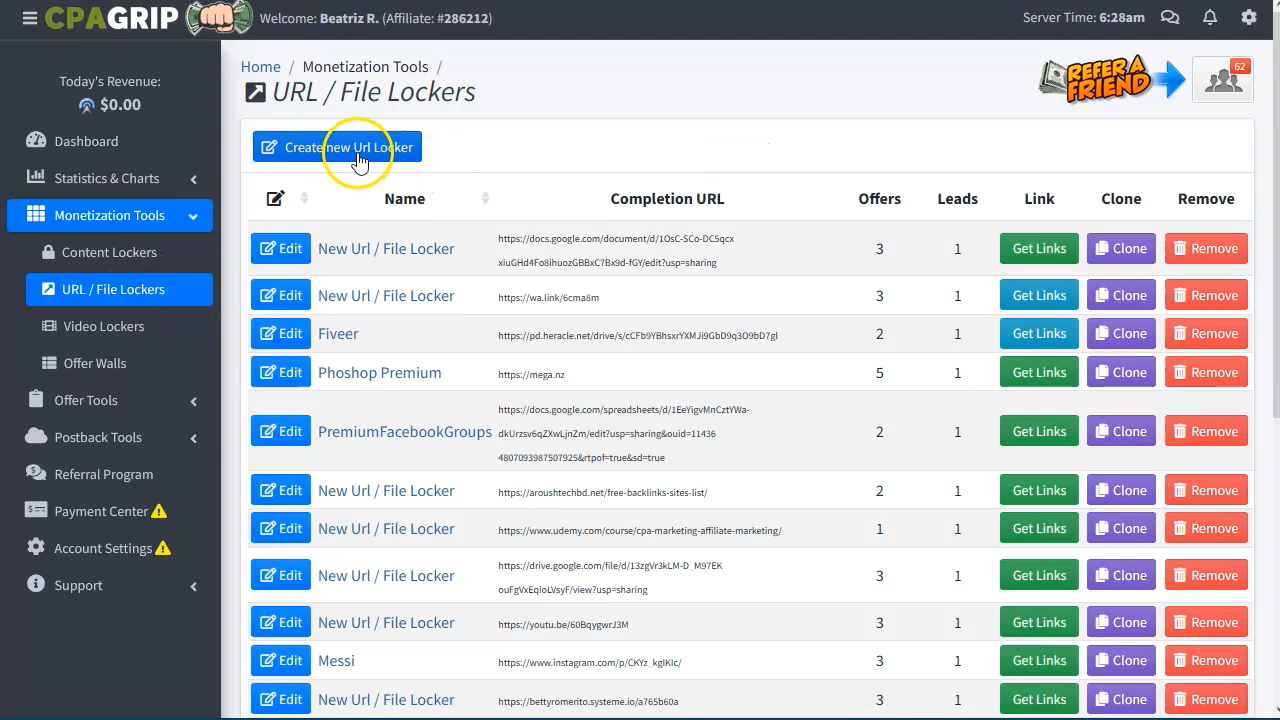 CPAGRIP
Welcome: Beatriz R. (Affiliate: #286212)
Server Time: 6:28am
Today's Revenue:
$0.00
Dashboard
Statistics & Charts
Monetization Tools
Content Lockers
URL / File Lockers
Video Lockers
Offer Walls
Offer Tools
Postback Tools
Referral Program
Payment Center
Account Settings
Support
Home / Monetization Tools /
URL / File Lockers
REFER A
FRIEND
62
Create new Url Locker
Name Completion URL Offers Leads Link Clone Remove
Edit New Url / File Locker https://docs.google.com/document/d/1OsC-SCo-DC5qcx 3 1 Get Links Clone Remove
xiuGHd4Fo8ihuozGBBxC7Bx9d-fGY/edit?usp=sharing
Edit New Url / File Locker https://wa.link/6cma8m 3 1 Get Links Clone Remove
Edit Fiveer https://pd.heracle.net/drive/s/cCFb9YBhsxrYXMJi9GbD9q3O9bD7gl 2 1 Get Links Clone Remove
Edit Phoshop Premium https://mega.nz 5 1 Get Links Clone Remove
https://docs.google.com/spreadsheets/d/1EeYigvMnCztYWa-
Edit PremiumFacebookGroups dkUrzsv6qZXwLjnZm/edit?usp=sharing&ouid=11436 2 1 Get Links Clone Remove
4807093987507925&rtpof=true&sd=true
Edit New Url / File Locker https://aroushtechbd.net/free-backlinks-sites-list/ 2 1 Get Links Clone Remove
Edit New Url / File Locker https://www.udemy.com/course/cpa-marketing-affiliate-marketing/ 1 1 Get Links Clone Remove
Edit New Url / File Locker https://drive.google.com/file/d/13zgVr3kLM-D_M97EK 3 1 Get Links Clone Remove
ouFgVxEqioLVsyF/view?usp=sharing
Edit New Url / File Locker https://youtu.be/60BqygwrJ3M 3 1 Get Links Clone Remove
Edit Messi https://www.instagram.com/p/CKYz_kglKIc/ 3 1 Get Links Clone Remove
Edit New Url / File Locker https://bettyromerito.systeme.io/a765b60a 3 1 Get Links Clone Remove